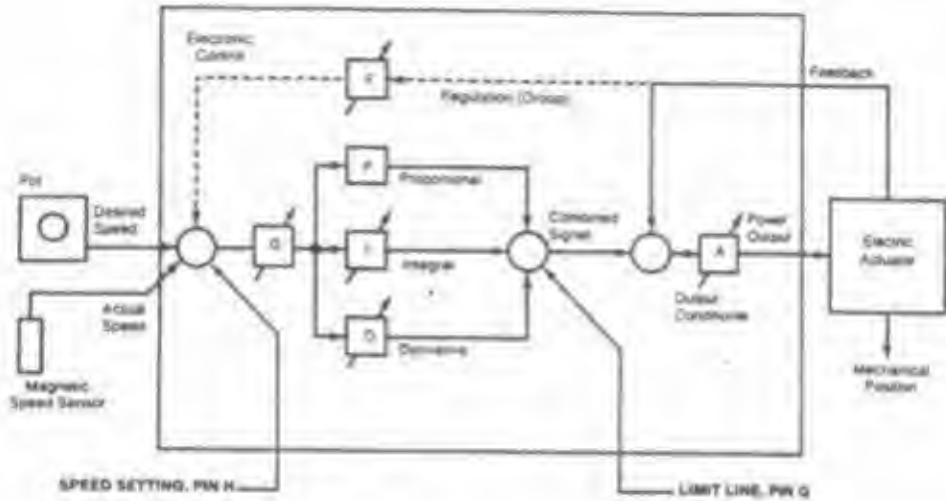 Electronic
Control
Feedback
Regulation (Droop)
Pot
Desired
Speed
P
Proportional
Combined
Signal
Power
Output
G
I
Integral
A
Electric
Actuator
Actual
Speed
D
Derivative
Output
Conditioner
Magnetic
Speed Sensor
Mechanical
Position
SPEED SETTING, PIN H
LIMIT LINE, PIN Q